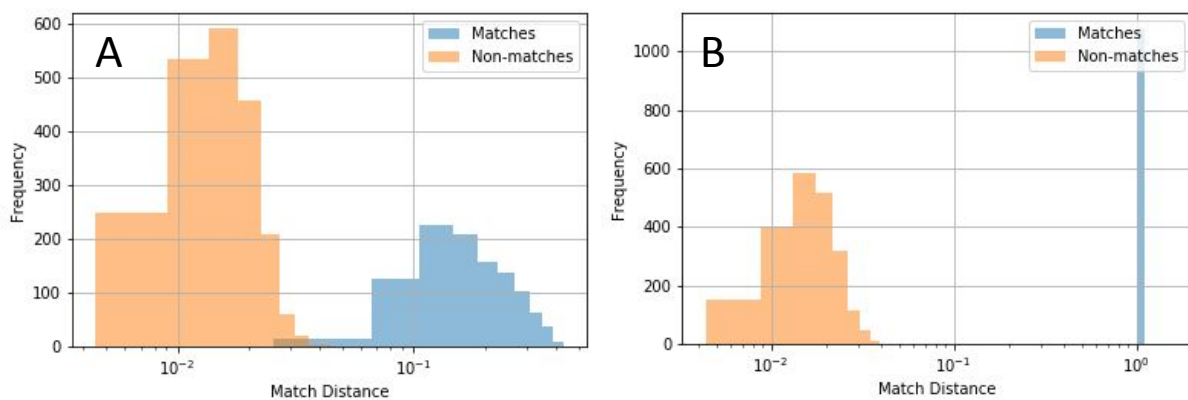 A
Matches
Non-matches
600
500
400
300
200
100
0
Frequency
10⁻²
10⁻¹
Match Distance
B
Matches
Non-matches
1000
800
600
400
200
0
Frequency
10⁻²
10⁻¹
10⁰
Match Distance